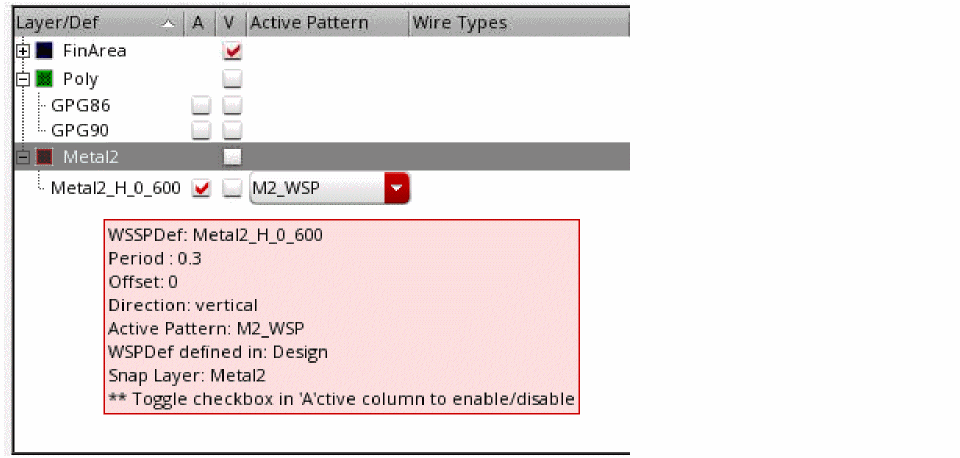 Layer/Def A V Active Pattern Wire Types
FinArea
Poly
GPG86
GPG90
Metal2
Metal2_H_0_600 M2_WSP
WSSPDef: Metal2_H_0_600
Period : 0.3
Offset: 0
Direction: vertical
Active Pattern: M2_WSP
WSPDef defined in: Design
Snap Layer: Metal2
** Toggle checkbox in 'A'ctive column to enable/disable